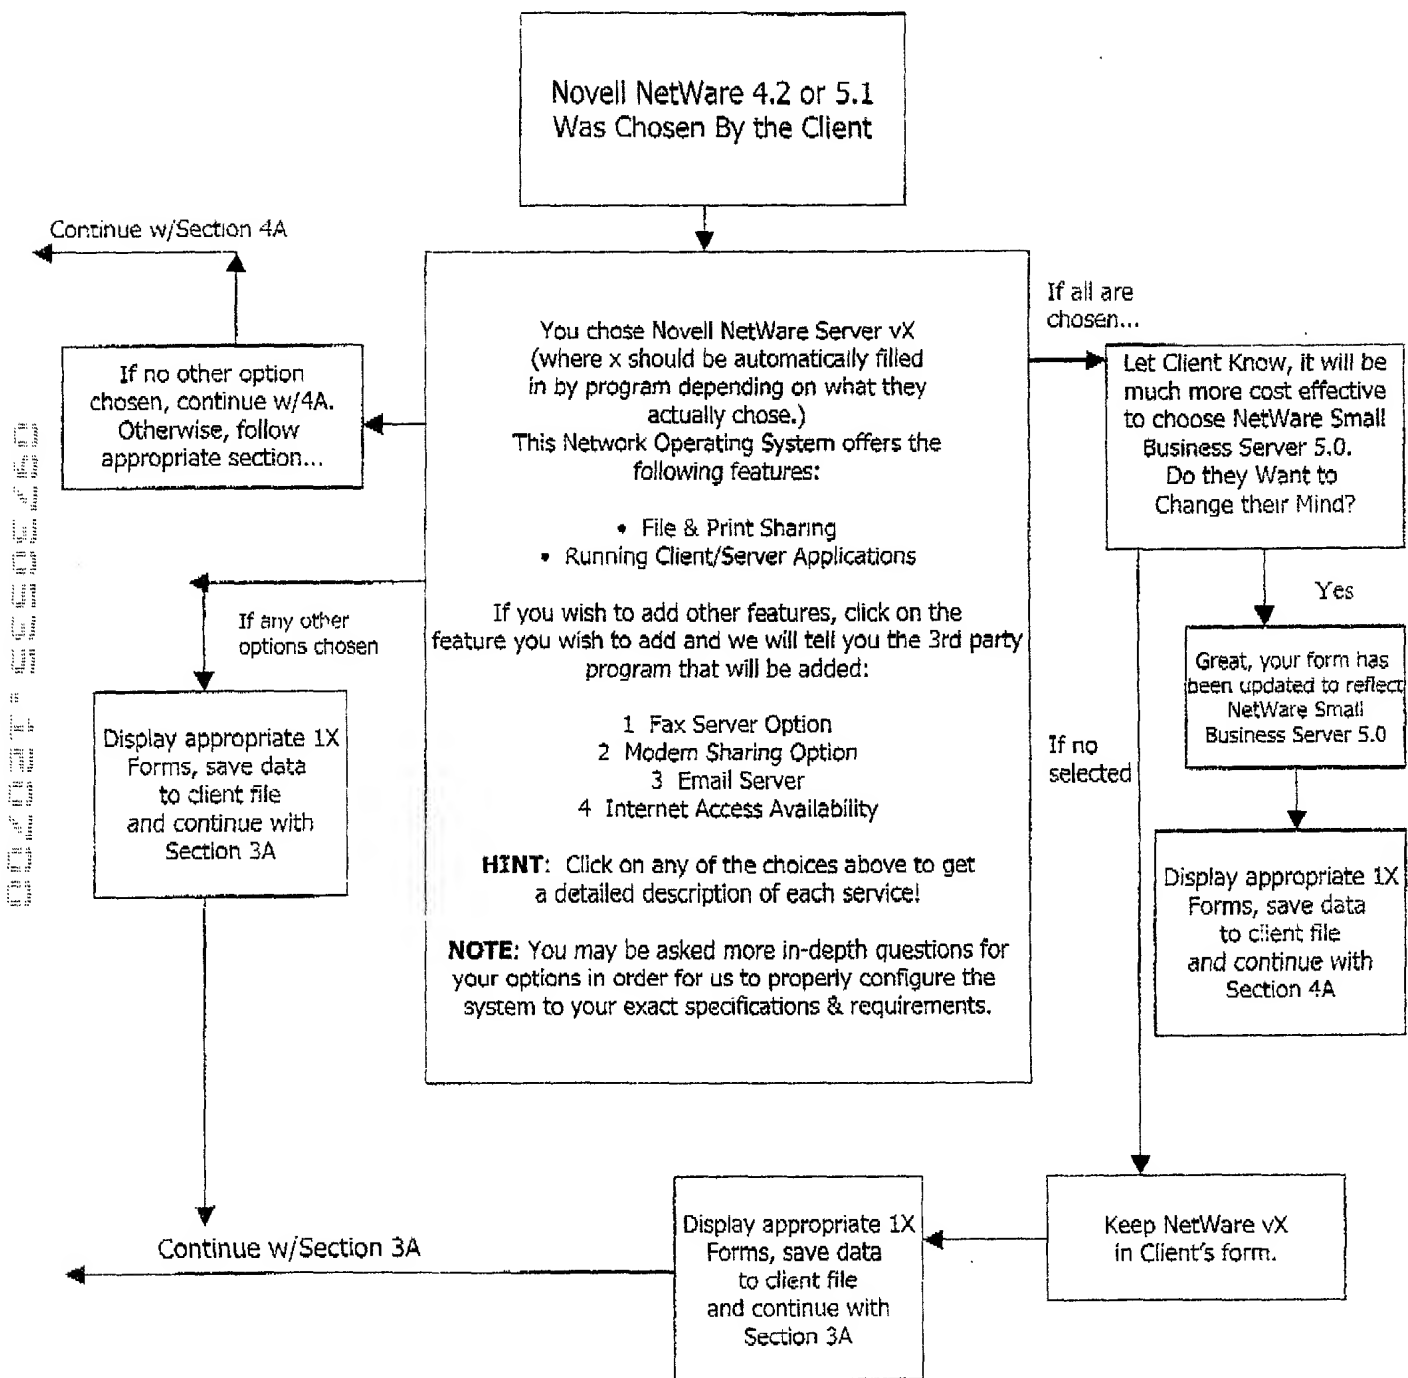 Novell NetWare 4.2 or 5.1
Was Chosen By the Client
Continue w/Section 4A
If no other option
chosen, continue w/4A.
Otherwise, follow
appropriate section...
You chose Novell NetWare Server vX
(where x should be automatically filled
in by program depending on what they
actually chose.)
This Network Operating System offers the
following features:
• File & Print Sharing
• Running Client/Server Applications
If you wish to add other features, click on the
feature you wish to add and we will tell you the 3rd party
program that will be added:
1 Fax Server Option
2 Modem Sharing Option
3 Email Server
4 Internet Access Availability
HINT: Click on any of the choices above to get
a detailed description of each service!
NOTE: You may be asked more in-depth questions for
your options in order for us to properly configure the
system to your exact specifications & requirements.
If all are
chosen...
Let Client Know, it will be
much more cost effective
to choose NetWare Small
Business Server 5.0.
Do they Want to
Change their Mind?
Yes
Great, your form has
been updated to reflect
NetWare Small
Business Server 5.0
If no
selected
Display appropriate 1X
Forms, save data
to client file
and continue with
Section 4A
If any other
options chosen
Display appropriate 1X
Forms, save data
to client file
and continue with
Section 3A
Keep NetWare vX
in Client's form.
Display appropriate 1X
Forms, save data
to client file
and continue with
Section 3A
Continue w/Section 3A